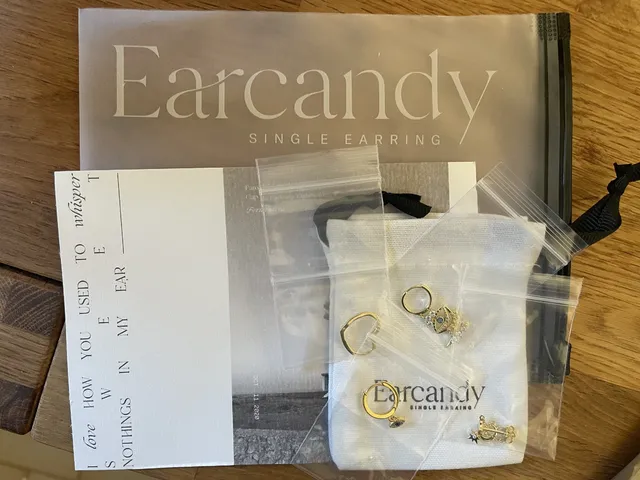 Earcandy
SINGLE EARRING
I love HOW YOU USED TO whisper
S W E E T
NOTHINGS IN MY EAR
Earcandy
SINGLE EARRING